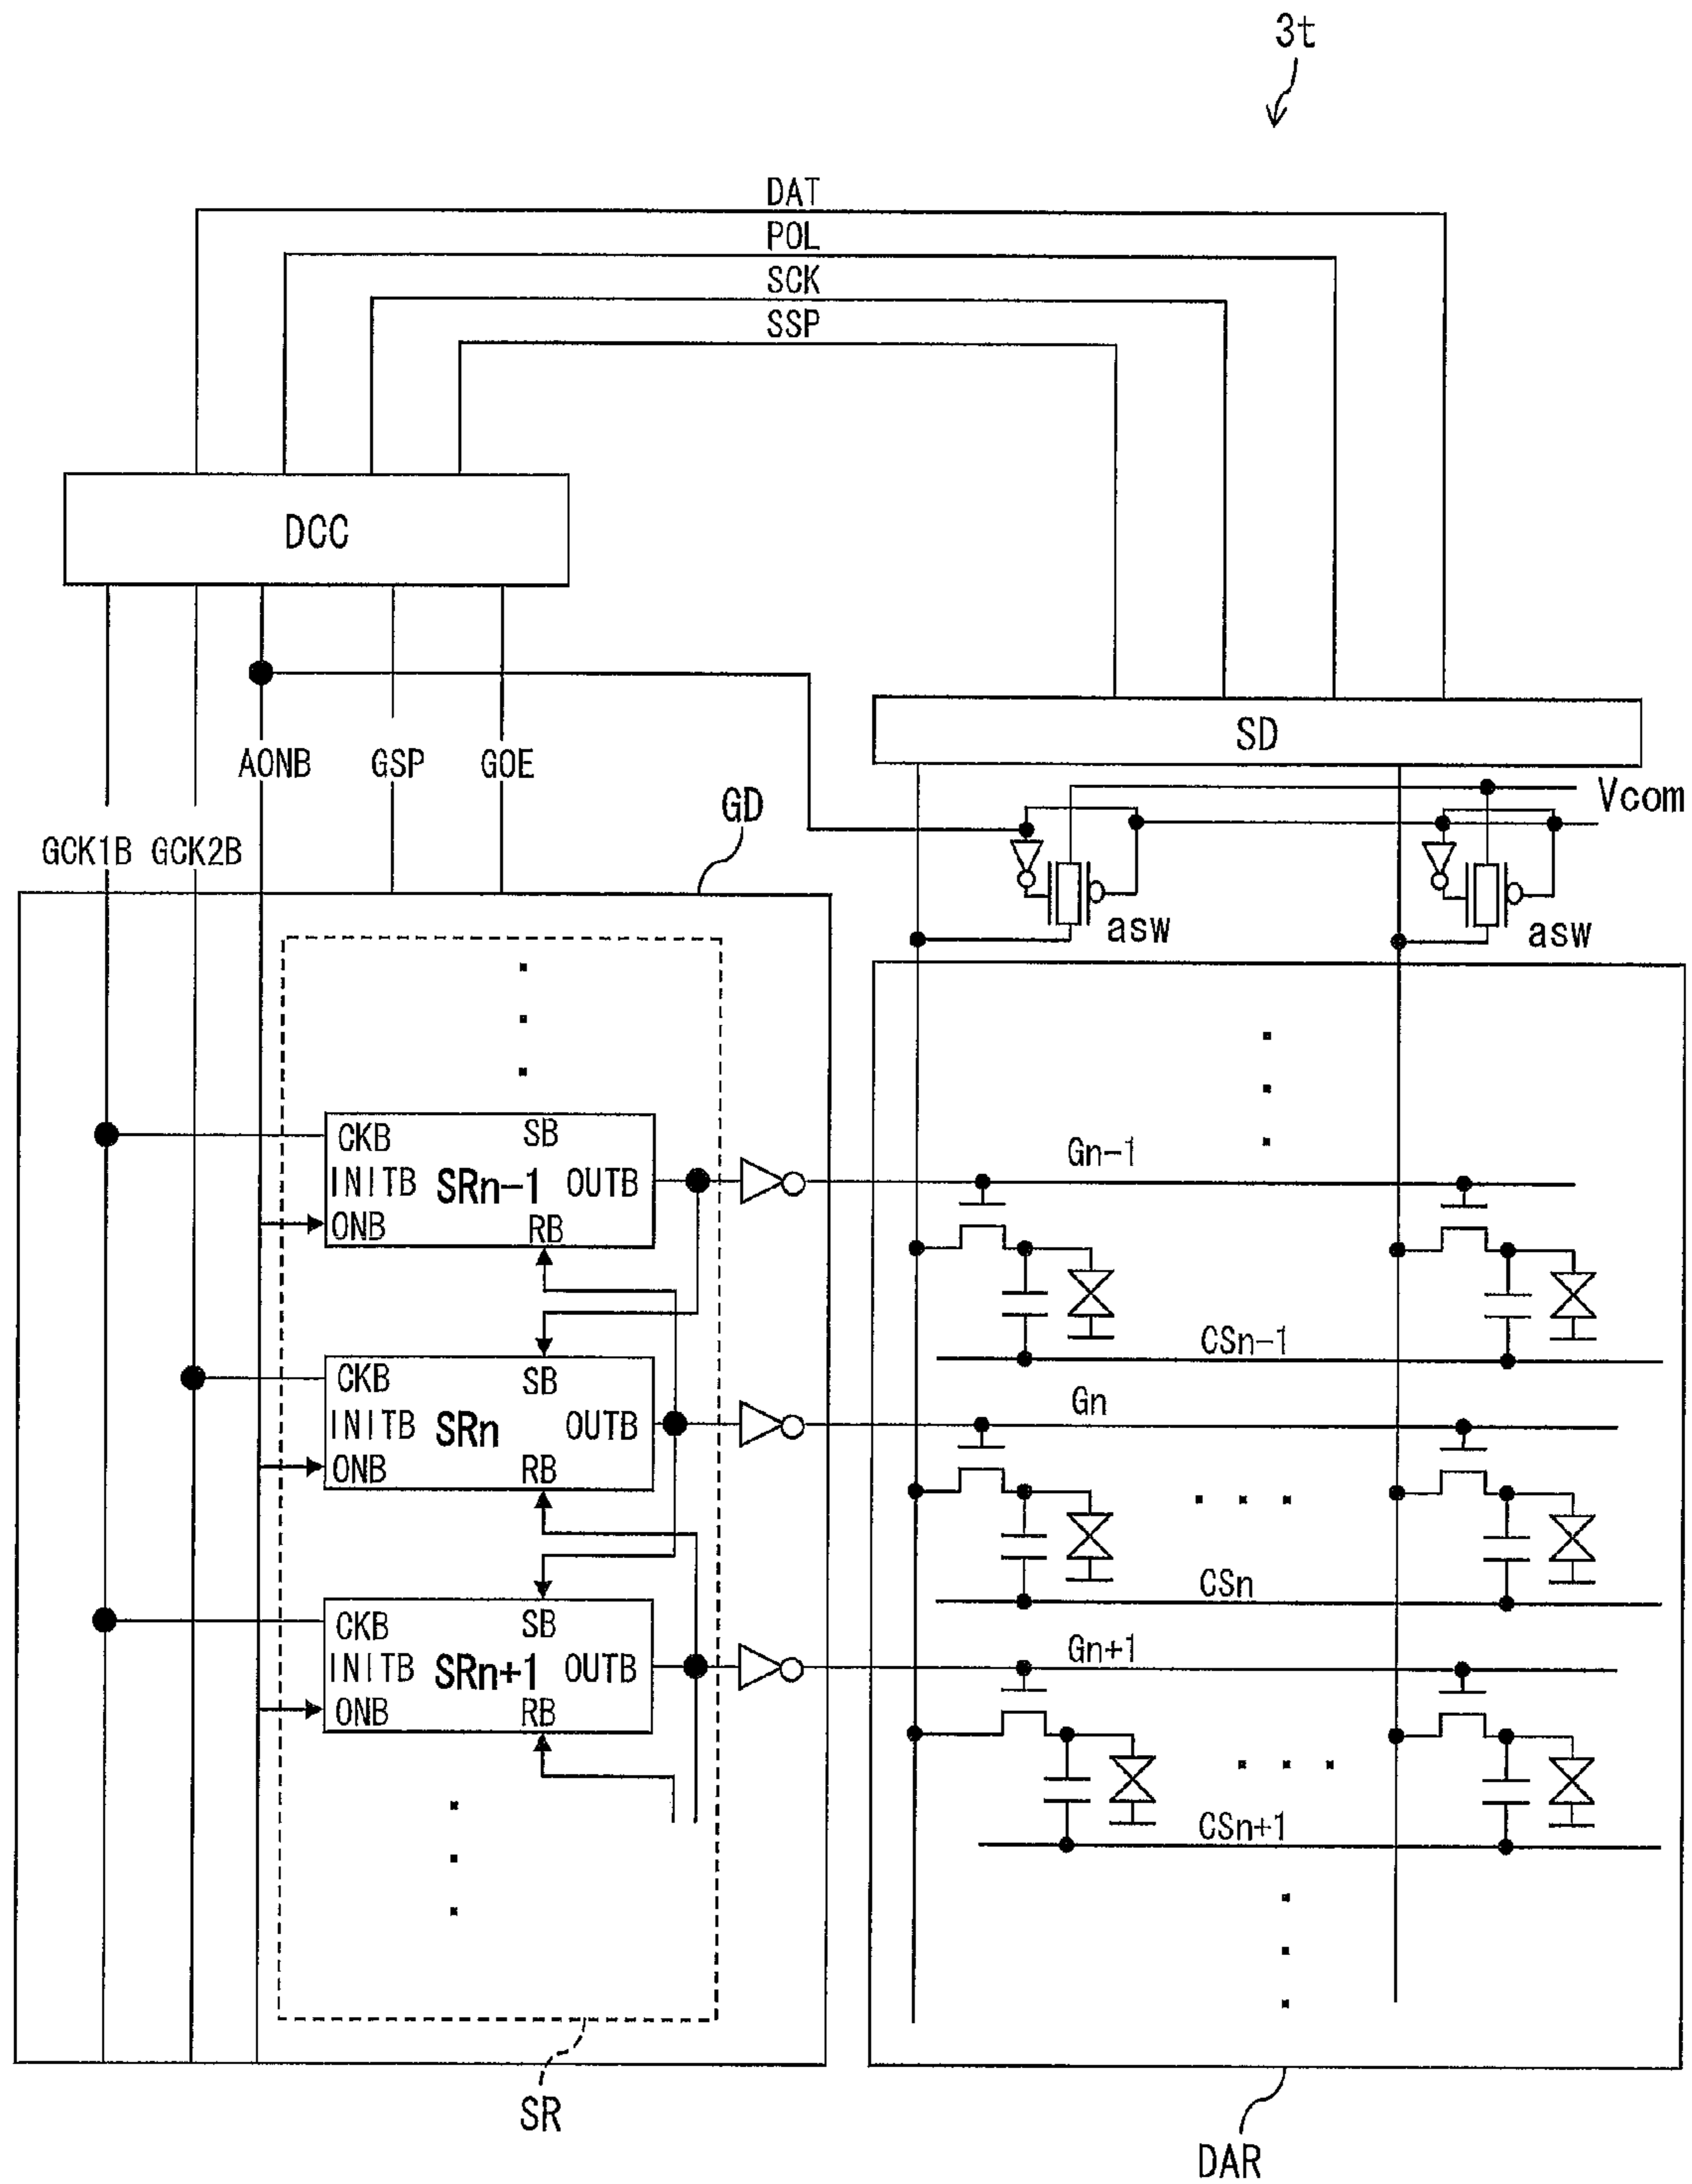 3t
DAT
POL
SCK
SSP
DCC
SD
AONB GSP GOE
Vcom
GD
GCK1B GCK2B
asw asw
CKB SB
INITB SRn-1 OUTB
ONB RB
Gn-1
CSn-1
CKB SB
INITB SRn OUTB
ONB RB
Gn
CSn
CKB SB
INITB SRn+1 OUTB
ONB RB
Gn+1
CSn+1
SR
DAR